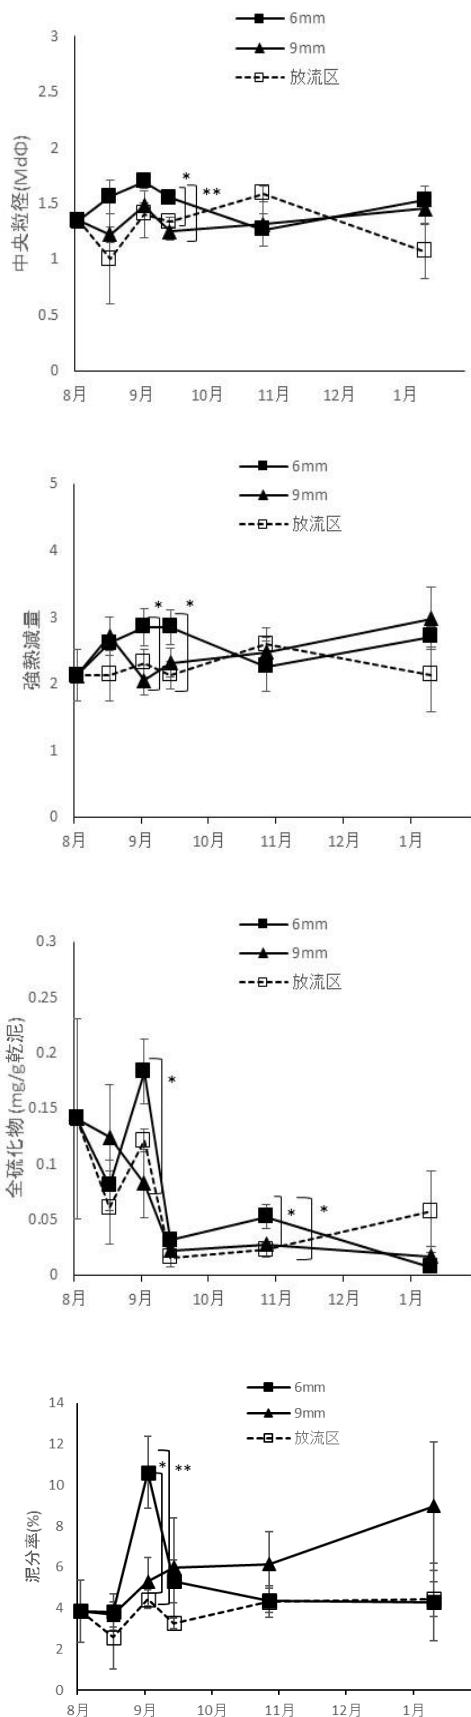 6mm
9mm
放流区
中央粒径(MdΦ)
3
2.5
2
1.5
1
0.5
0
* **
8月 9月 10月 11月 12月 1月
6mm
9mm
放流区
強熱減量
5
4
3
2
1
0
* *
8月 9月 10月 11月 12月 1月
6mm
9mm
放流区
全硫化物(mg/g乾泥)
0.3
0.25
0.2
0.15
0.1
0.05
0
*
* *
8月 9月 10月 11月 12月 1月
6mm
9mm
放流区
泥分率(%)
14
12
10
8
6
4
2
0
* **
8月 9月 10月 11月 12月 1月